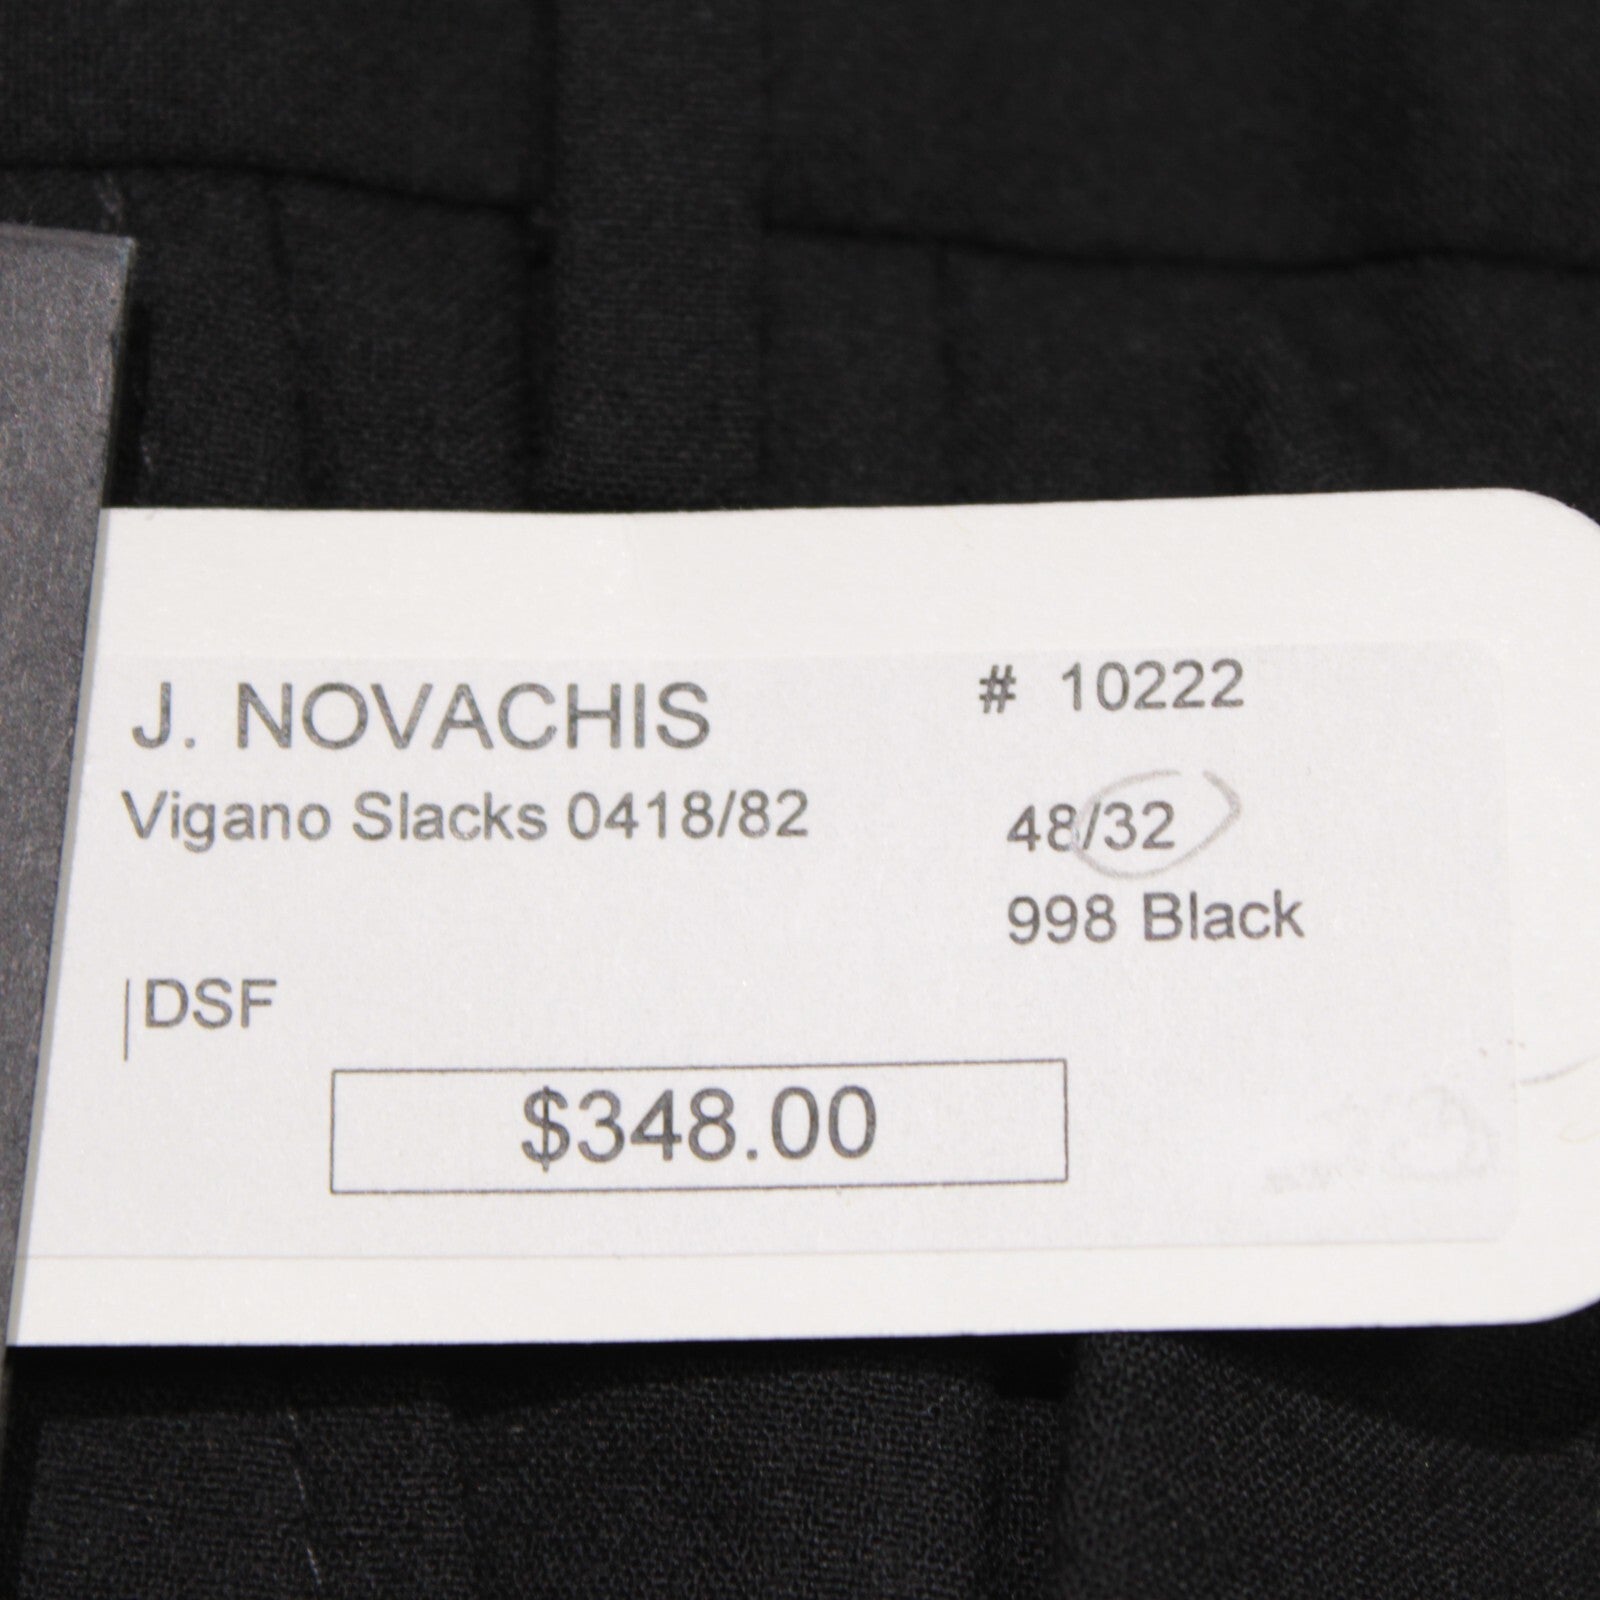 J. NOVACHIS
# 10222
Vigano Slacks 0418/82
48/32
998 Black
DSF
$348.00